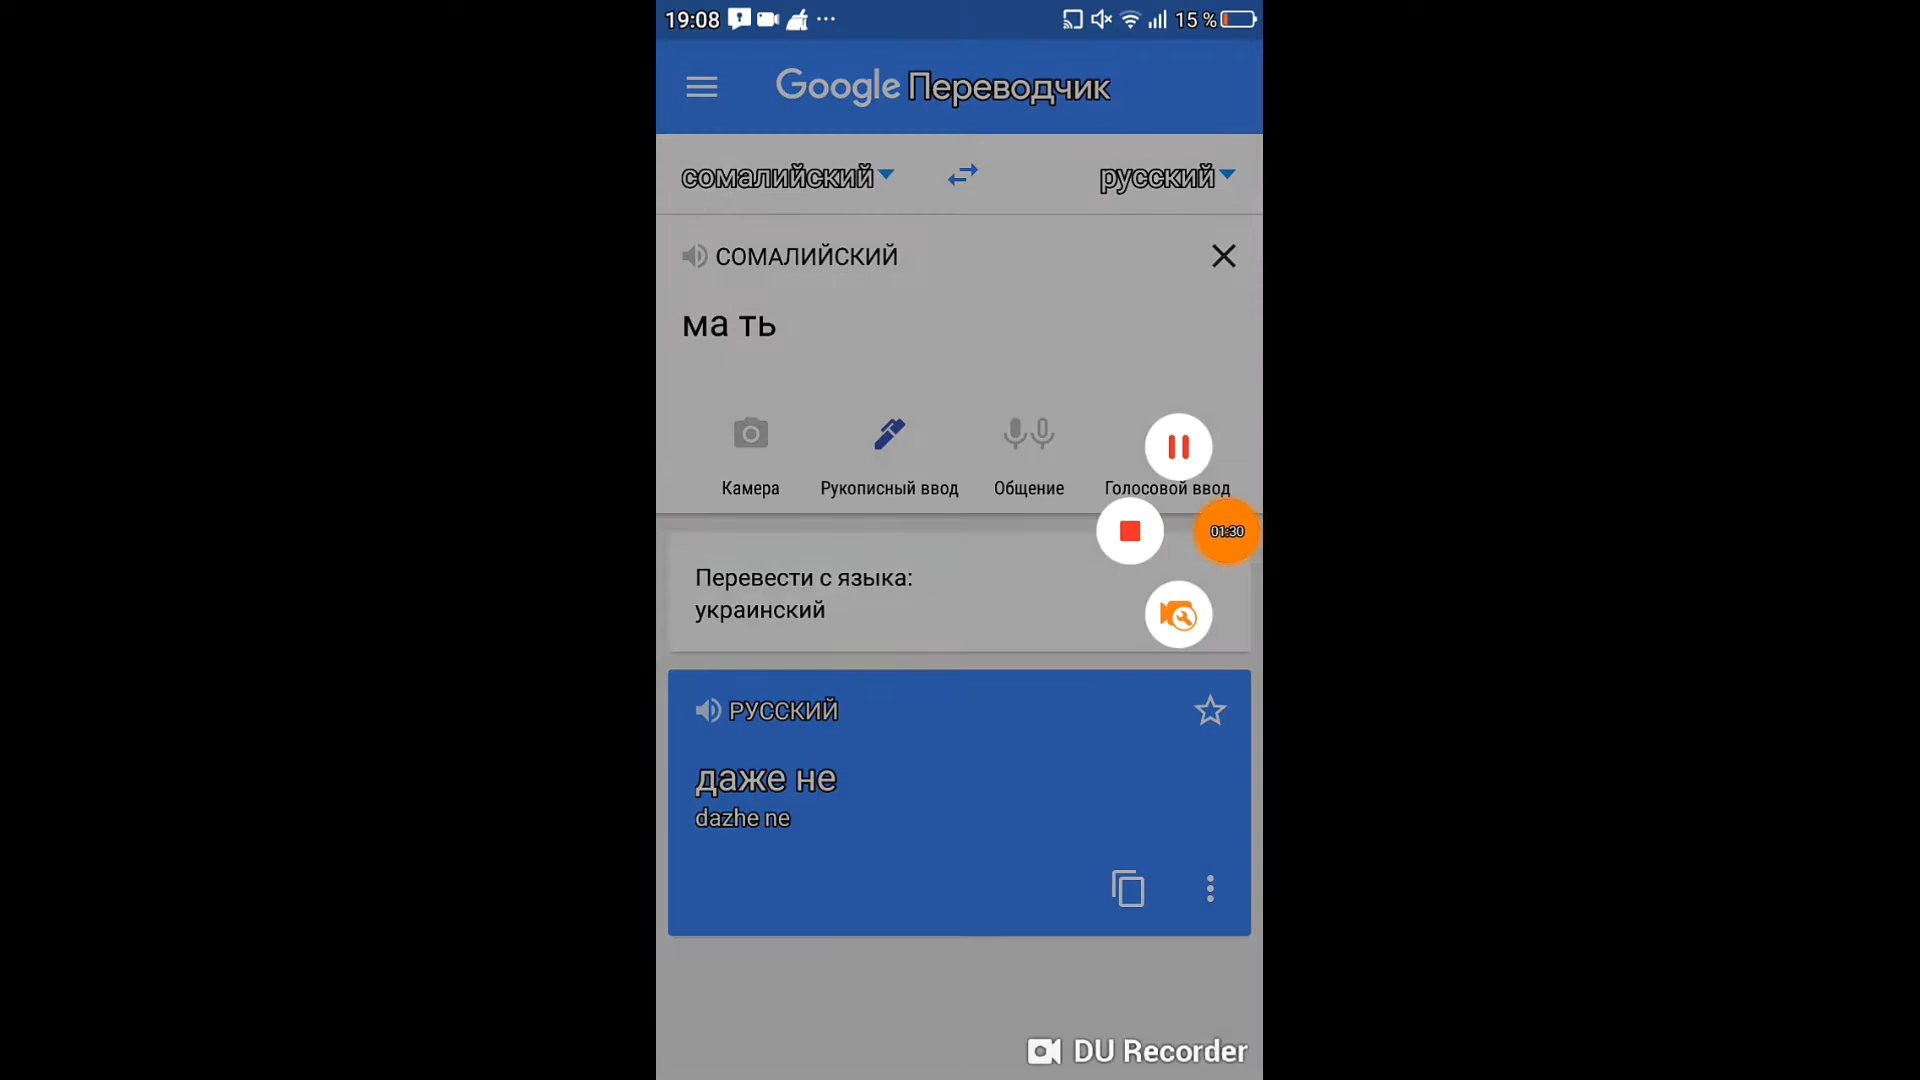 19:08 15 %
Google Переводчик
сомалийский русский
СОМАЛИЙСКИЙ
ма ть
Камера Рукописный ввод Общение Голосовой ввод
01:30
Перевести с языка:
украинский
РУССКИЙ
даже не
dazhe ne
DU Recorder